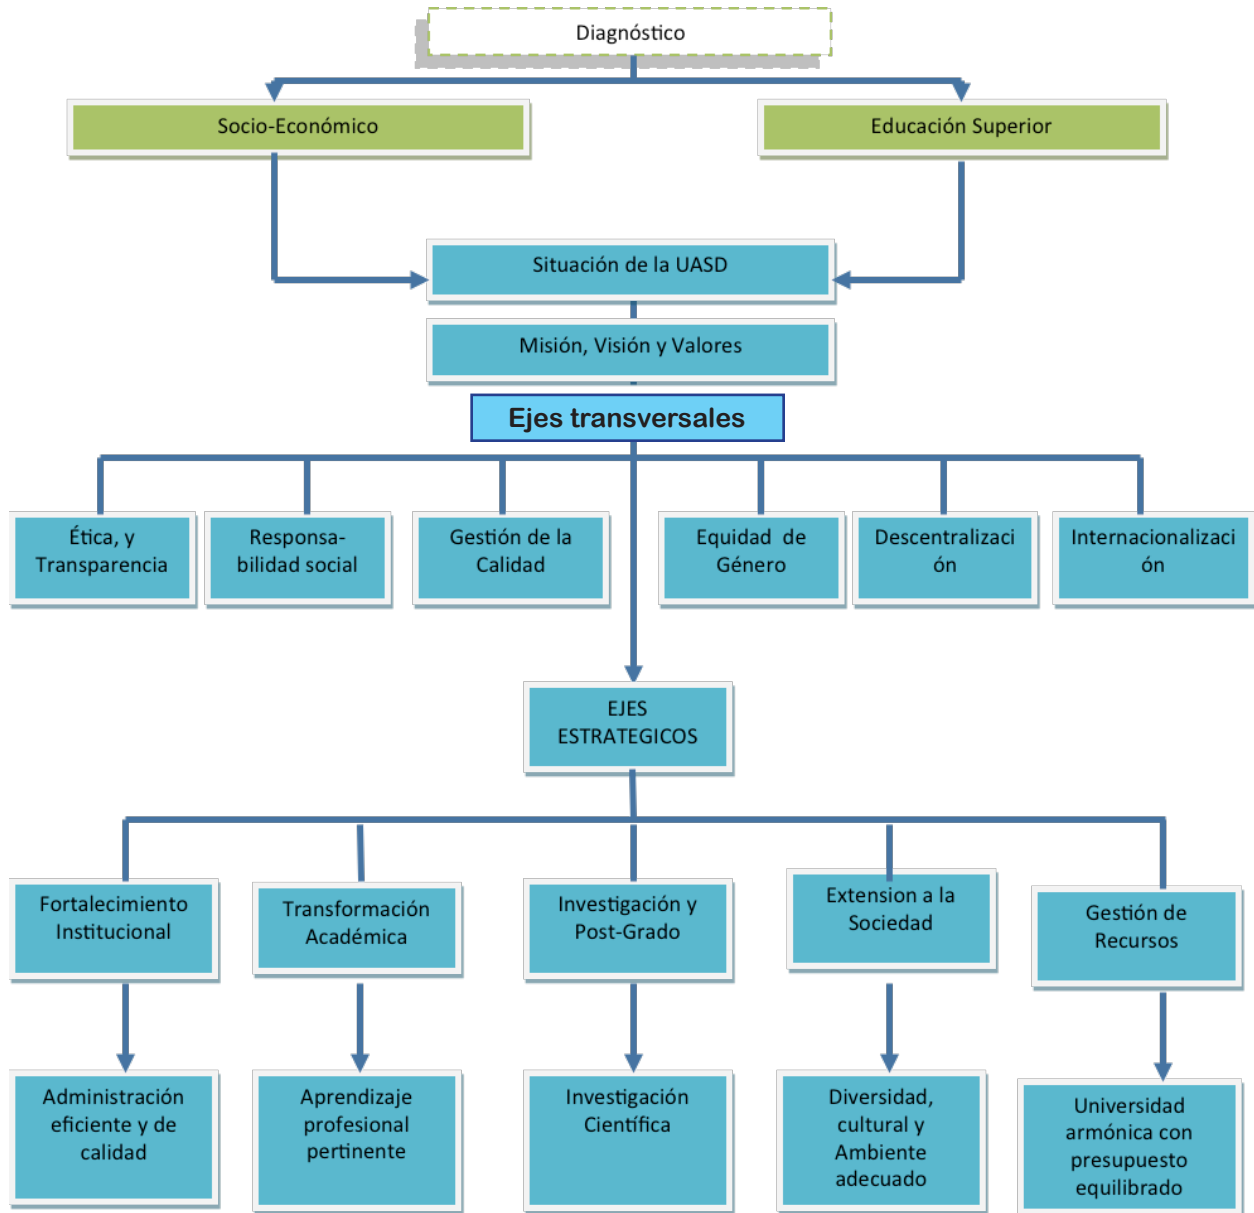 Diagnóstico
Socio-Económico
Educación Superior
Situación de la UASD
Misión, Visión y Valores
Ejes transversales
Ética, y
Transparencia
Responsa-
bilidad social
Gestión de la
Calidad
Equidad de
Género
Descentralizaci
ón
Internacionalizaci
ón
EJES
ESTRATEGICOS
Fortalecimiento
Institucional
Transformación
Académica
Investigación y
Post-Grado
Extension a la
Sociedad
Gestión de
Recursos
Administración
eficiente y de
calidad
Aprendizaje
profesional
pertinente
Investigación
Científica
Diversidad,
cultural y
Ambiente
adecuado
Universidad
armónica con
presupuesto
equilibrado